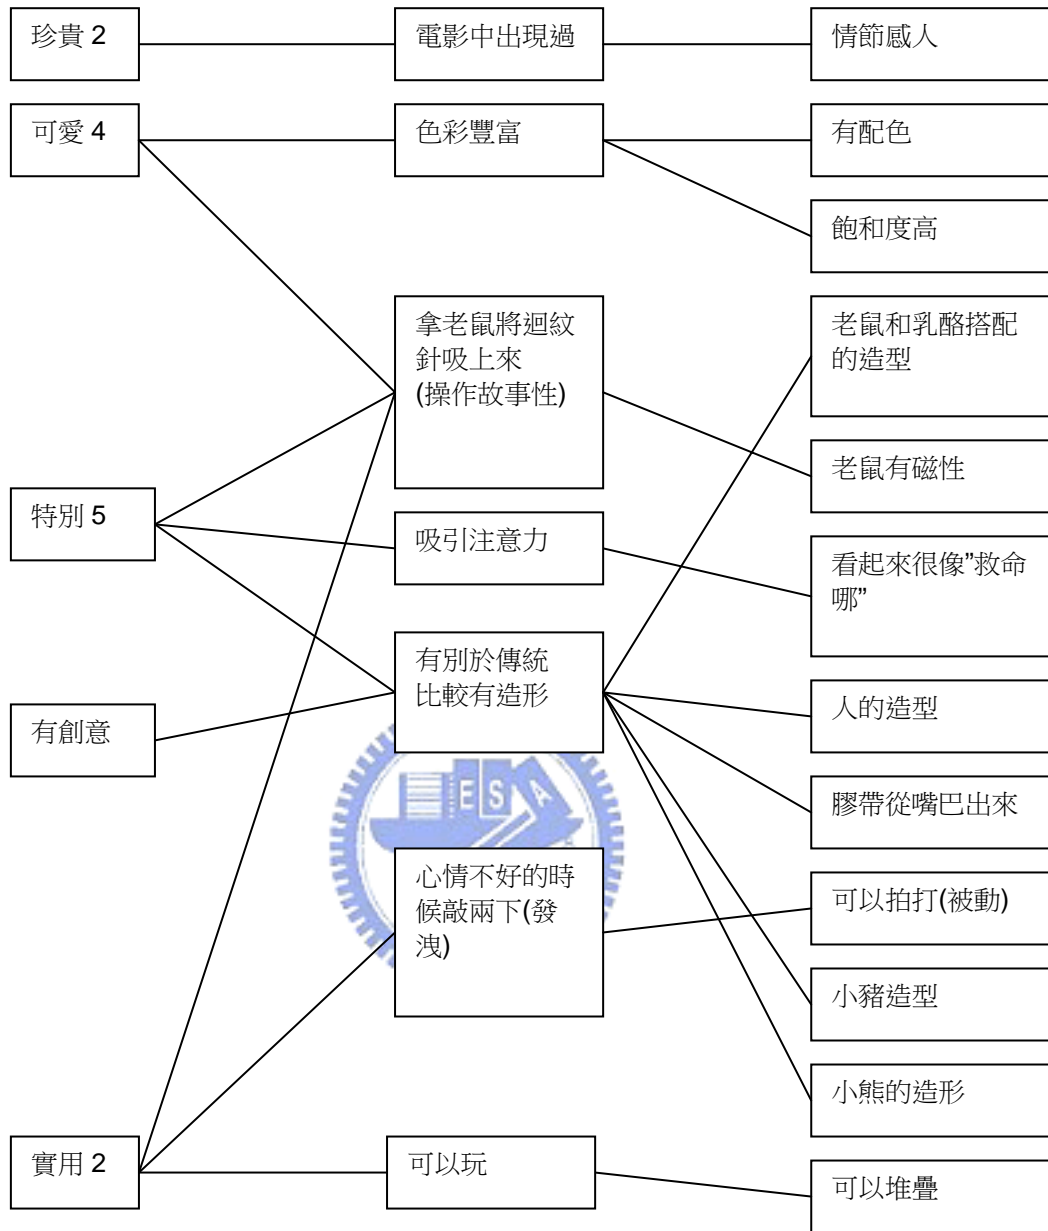 珍貴 2
電影中出現過
情節感人
可愛 4
色彩豐富
有配色
飽和度高
拿老鼠將迴紋
針吸上來
(操作故事性)
老鼠和乳酪搭配
的造型
老鼠有磁性
特別 5
吸引注意力
看起來很像”救命
哪”
有別於傳統
比較有造形
人的造型
有創意
膠帶從嘴巴出來
E S A
心情不好的時
候敲兩下(發
洩)
可以拍打(被動)
小豬造型
小熊的造形
實用 2
可以玩
可以堆疊